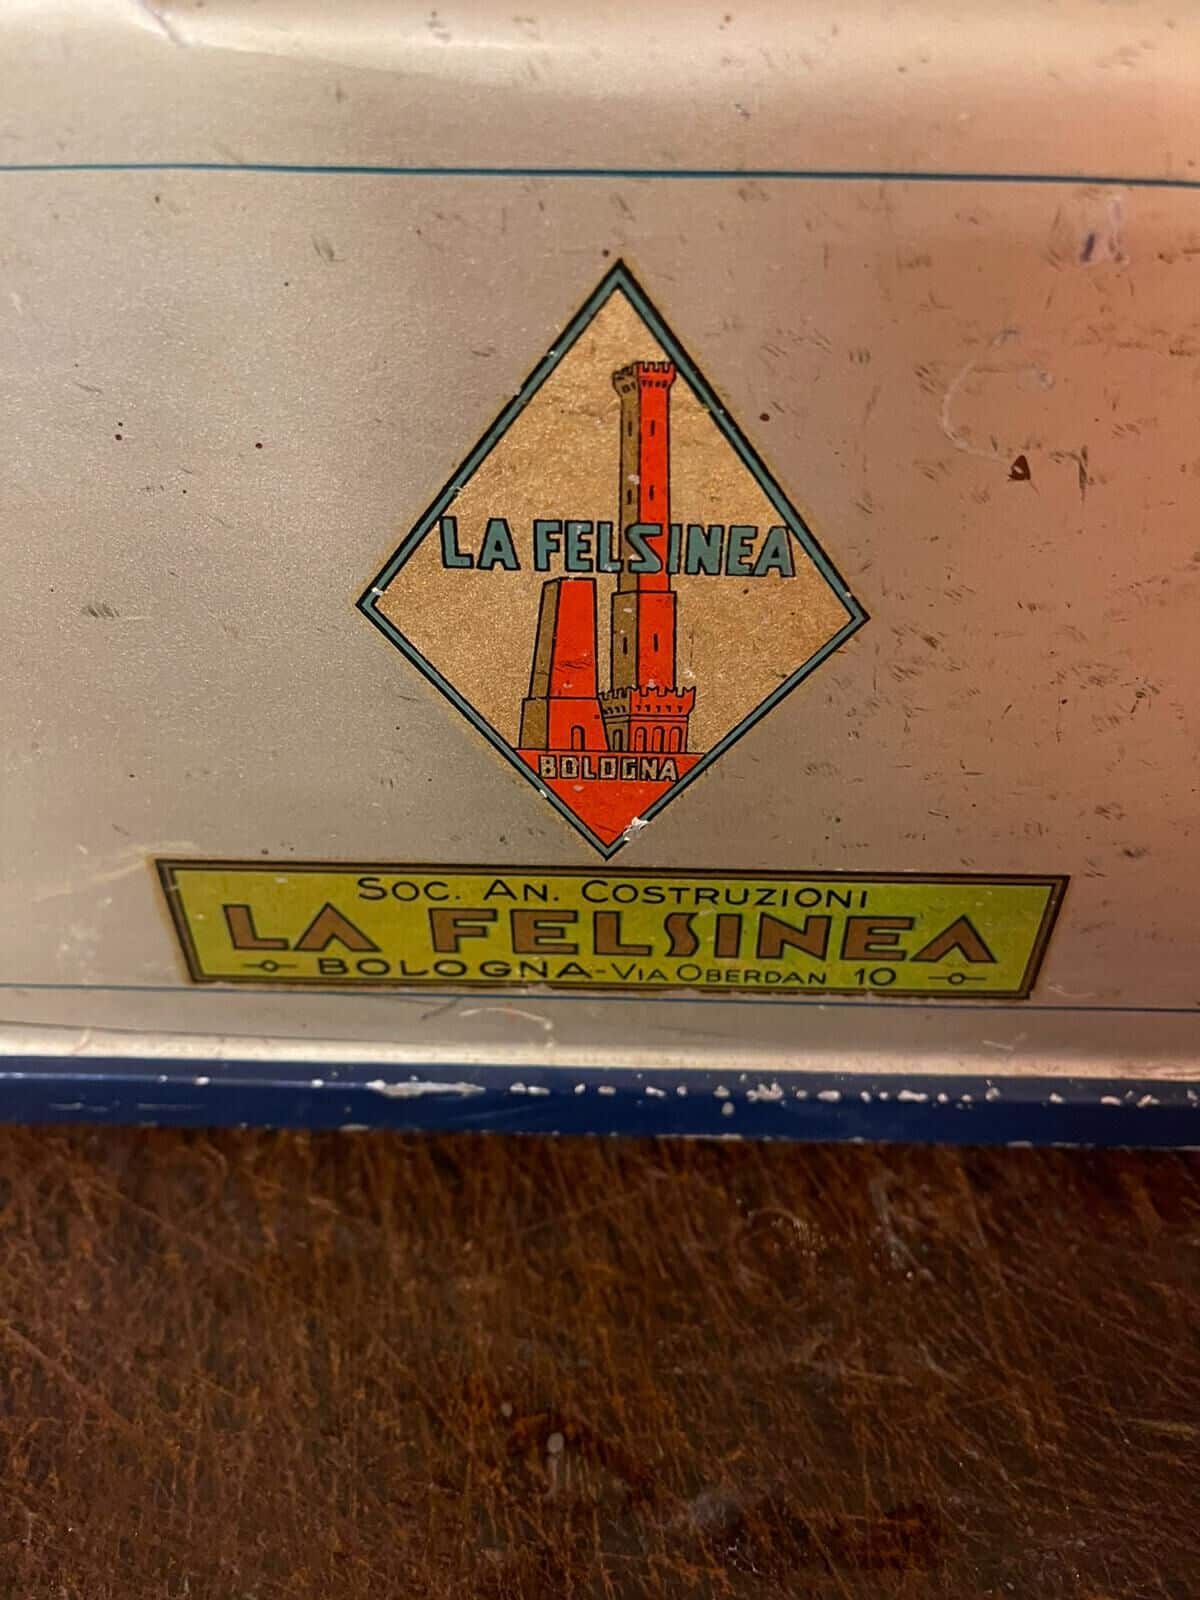 LA FELSINEA
BOLOGNA
SOC. AN. COSTRUZIONI
LA FELSINEA
BOLOGNA-VIA OBERDAN 10